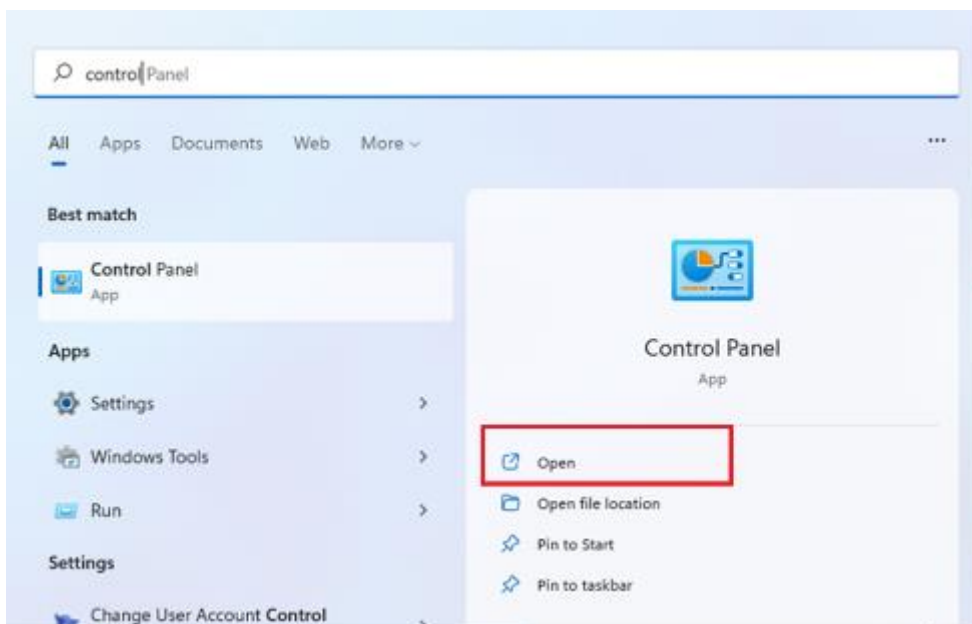 control Panel
All Apps Documents Web More
Best match
Control Panel
App
Apps
Settings
Windows Tools
Run
Settings
Change User Account Control
Control Panel
App
Open
Open file location
Pin to Start
Pin to taskbar